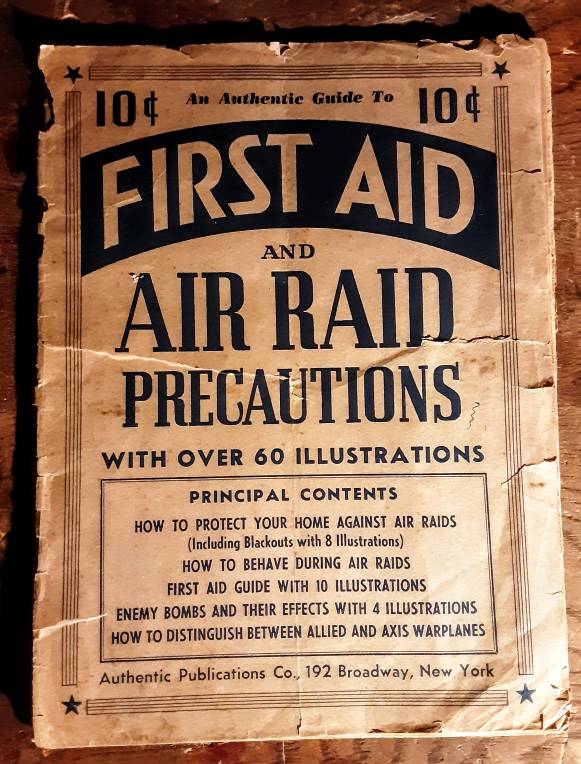 10¢ An Authentic Guide To 10¢
FIRST AID
AND
AIR RAID
PRECAUTIONS
WITH OVER 60 ILLUSTRATIONS
PRINCIPAL CONTENTS
HOW TO PROTECT YOUR HOME AGAINST AIR RAIDS
(Including Blackouts with 8 Illustrations)
HOW TO BEHAVE DURING AIR RAIDS
FIRST AID GUIDE WITH 10 ILLUSTRATIONS
ENEMY BOMBS AND THEIR EFFECTS WITH 4 ILLUSTRATIONS
HOW TO DISTINGUISH BETWEEN ALLIED AND AXIS WARPLANES
Authentic Publications Co., 192 Broadway, New York